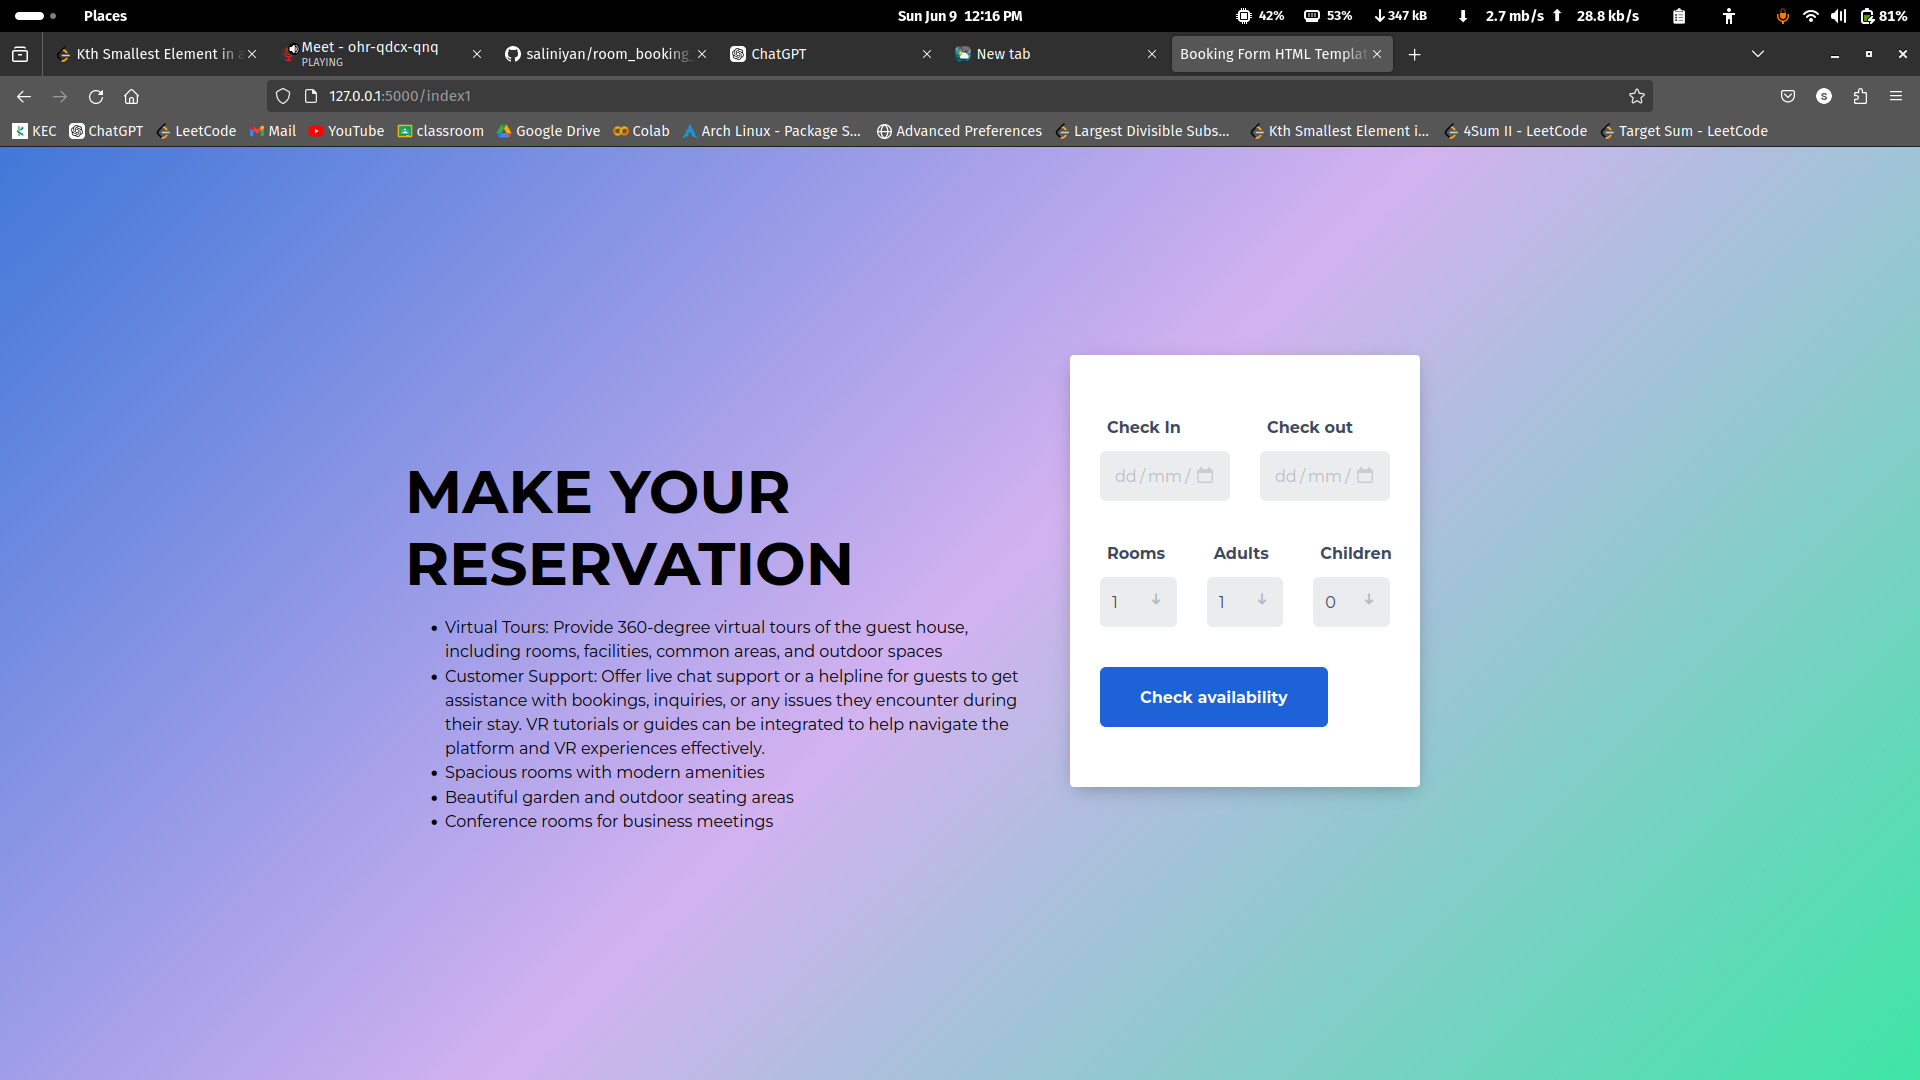 Places
Sun Jun 9 12:16 PM
42% 53% 347 kB 2.7 mb/s 28.8 kb/s 81%
Kth Smallest Element in a
Meet - ohr-qdcx-qnq
PLAYING
saliniyan/room_booking_
ChatGPT
New tab
Booking Form HTML Templat
127.0.0.1:5000/index1
S
KEC ChatGPT LeetCode Mail YouTube classroom Google Drive Colab Arch Linux - Package S... Advanced Preferences Largest Divisible Subs... Kth Smallest Element i... 4Sum II - LeetCode Target Sum - LeetCode
MAKE YOUR
RESERVATION
• Virtual Tours: Provide 360-degree virtual tours of the guest house,
including rooms, facilities, common areas, and outdoor spaces
• Customer Support: Offer live chat support or a helpline for guests to get
assistance with bookings, inquiries, or any issues they encounter during
their stay. VR tutorials or guides can be integrated to help navigate the
platform and VR experiences effectively.
• Spacious rooms with modern amenities
• Beautiful garden and outdoor seating areas
• Conference rooms for business meetings
Check In Check out
dd/mm/ dd/mm/
Rooms Adults Children
1 1 0
Check availability